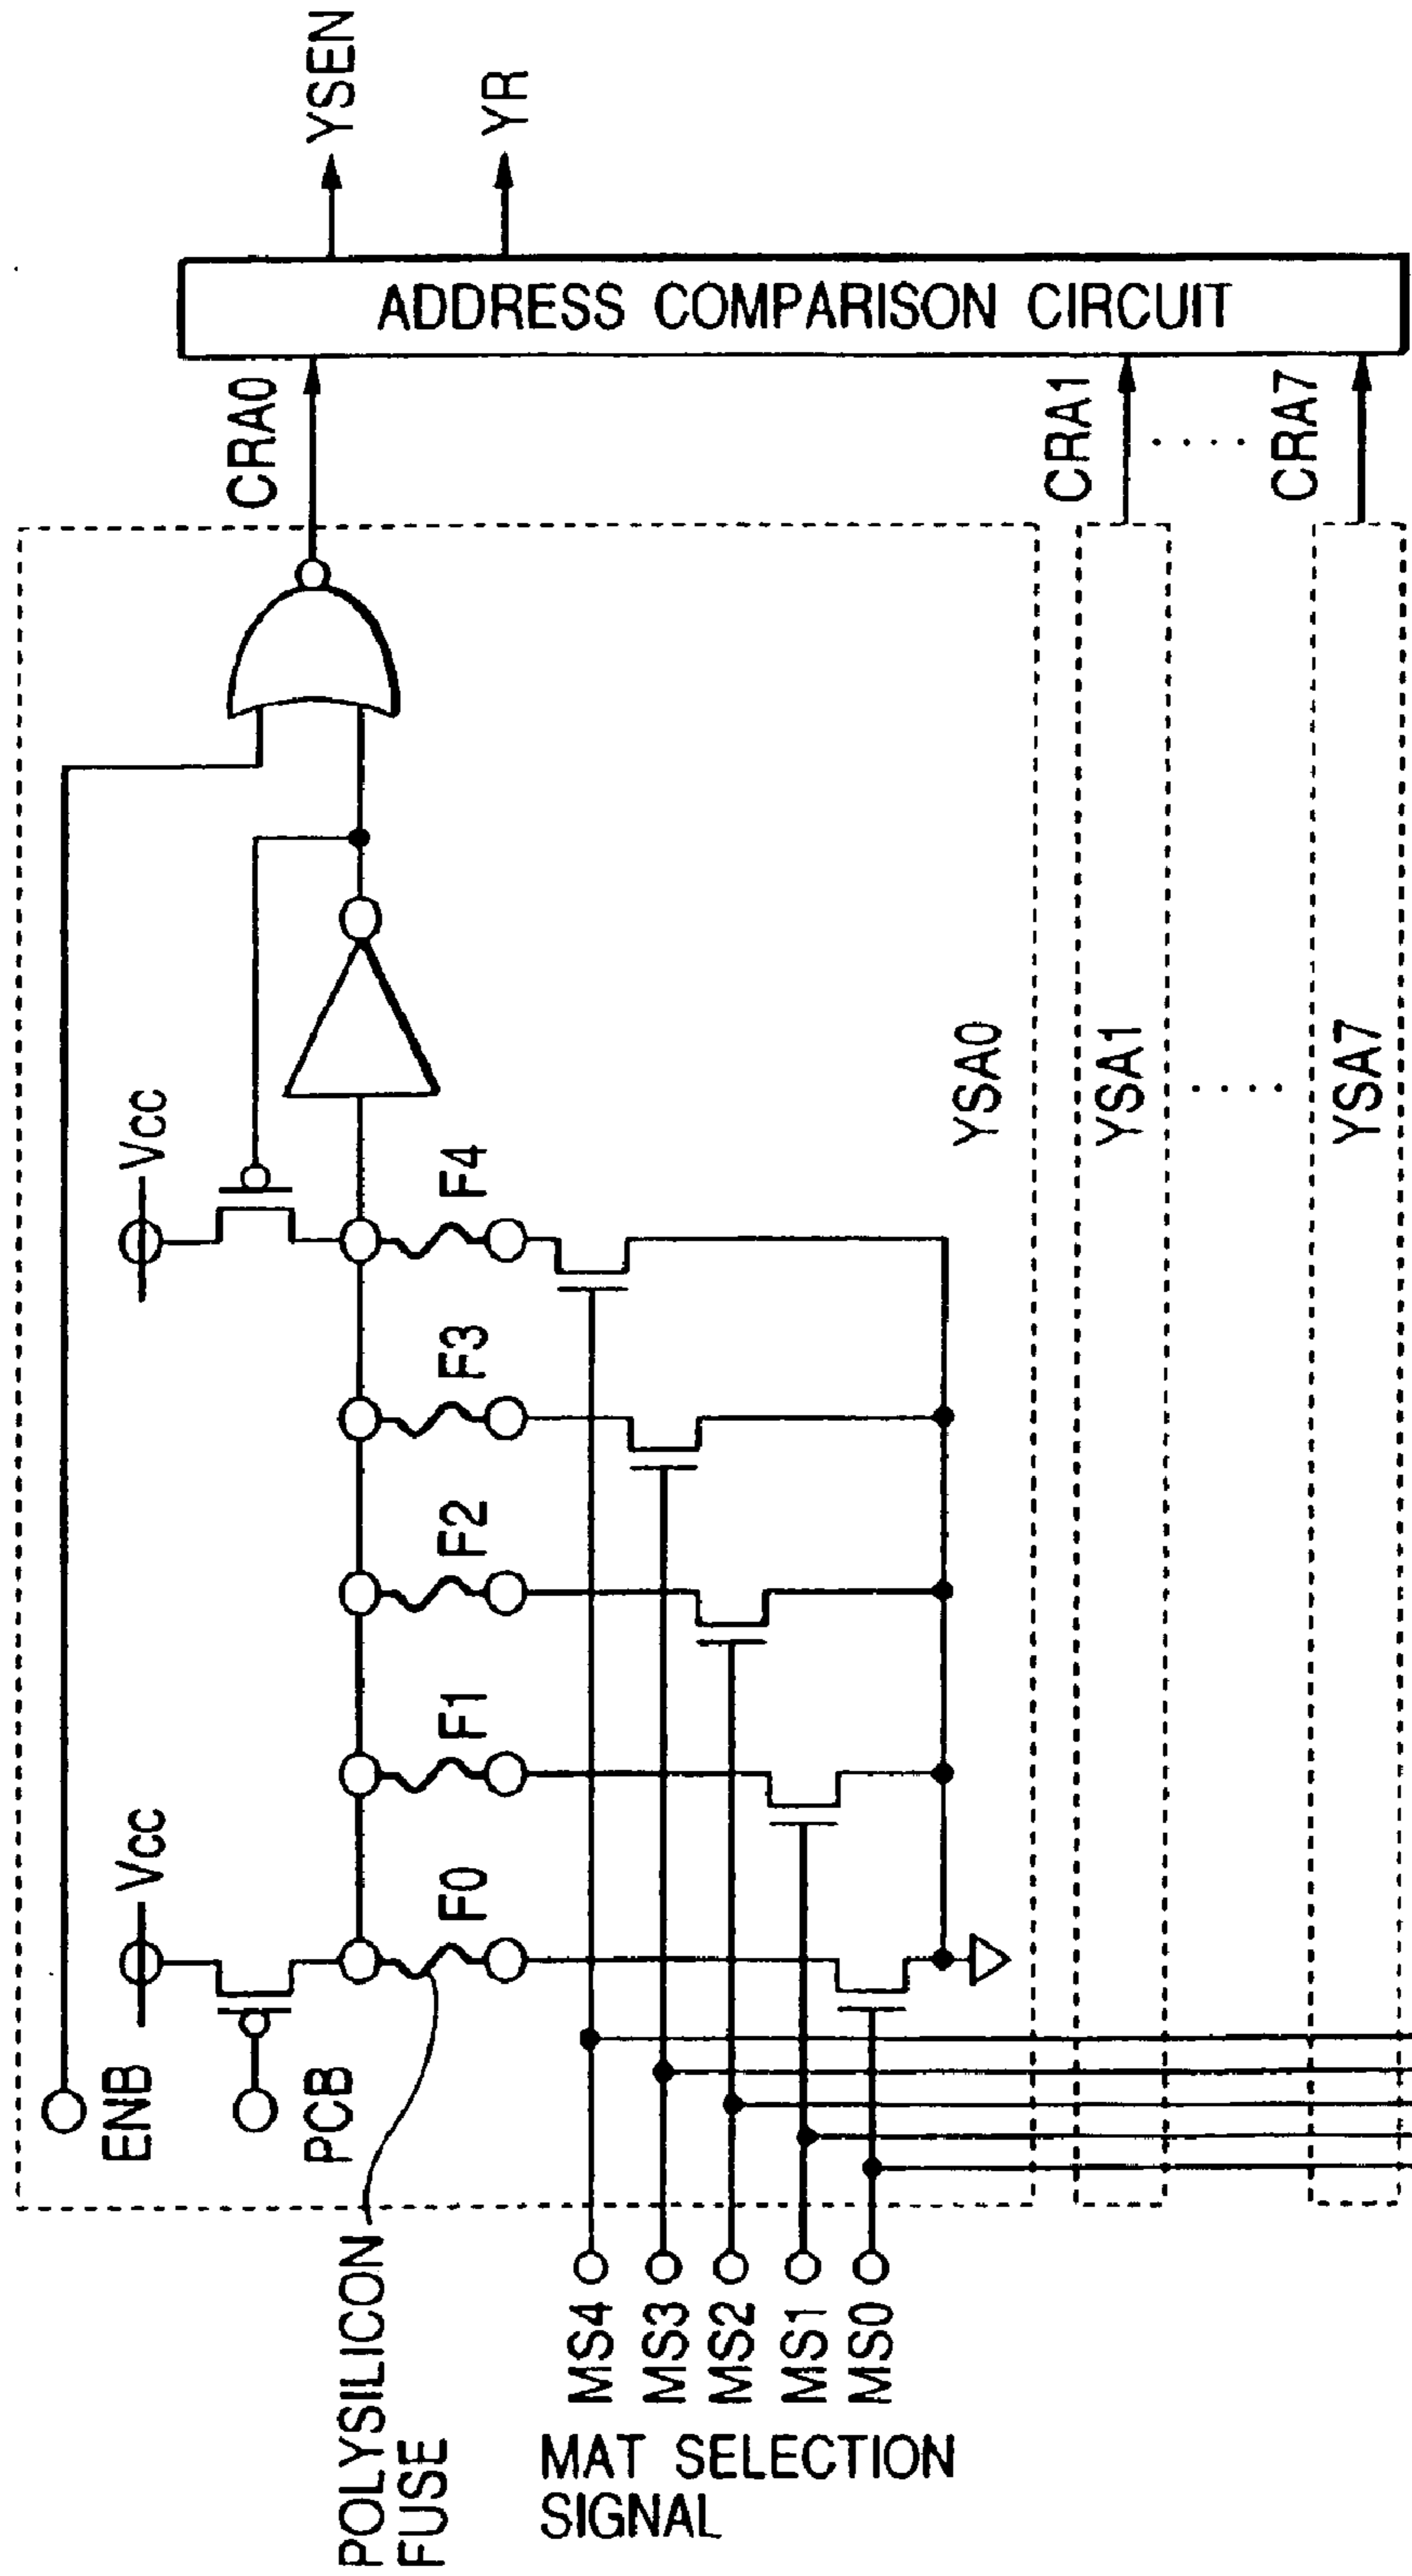 ENB
Vcc
Vcc
PCB
POLYSILICON
FUSE
F0
F1
F2
F3
F4
MS4
MS3
MS2
MS1
MS0
MAT SELECTION
SIGNAL
YSA0
YSA1
YSA7
CRA0
CRA1
CRA7
ADDRESS COMPARISON CIRCUIT
YSEN
YR